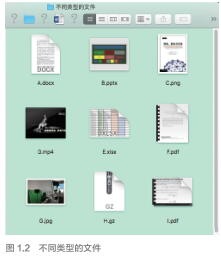 不同类型的文件
DOCX
A.docx
B.pptx
C.png
XLSX
D.mp4
E.xlsx
F.pdf
GZ
G.jpg
H.gz
I.pdf
图 1.2 不同类型的文件